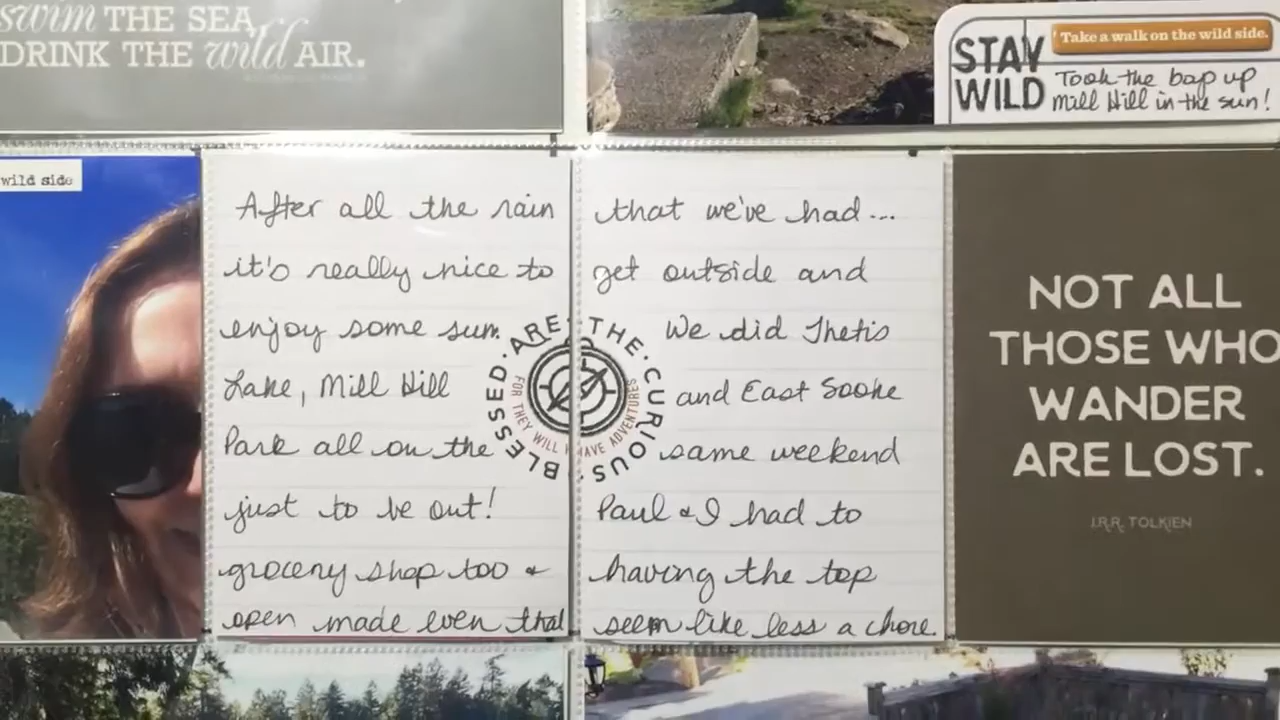 swim THE SEA,
DRINK THE wild AIR.
STAY WILD
Take a walk on the wild side.
Took the bap up
Mill Hill in the sun!
wild side
After all the rain that we've had...
it's really nice to get outside and
enjoy some sun. We did Thetis
Lake, Mill Hill and East Sooke
Park all on the same weekend
just to be out! Paul & I had to
grocery shop too & having the top
open made even that seem like less a chore.
BLESSED · ARE · THE · CURIOUS ·
FOR THEY WILL HAVE ADVENTURES
NOT ALL
THOSE WHO
WANDER
ARE LOST.
J.R.R. TOLKIEN